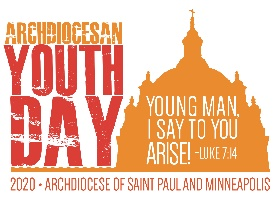 ARCHDIOCESAN
YOUTH
DAY
YOUNG MAN,
I SAY TO YOU
ARISE! -LUKE 7:14
2020 • ARCHDIOCESE OF SAINT PAUL AND MINNEAPOLIS